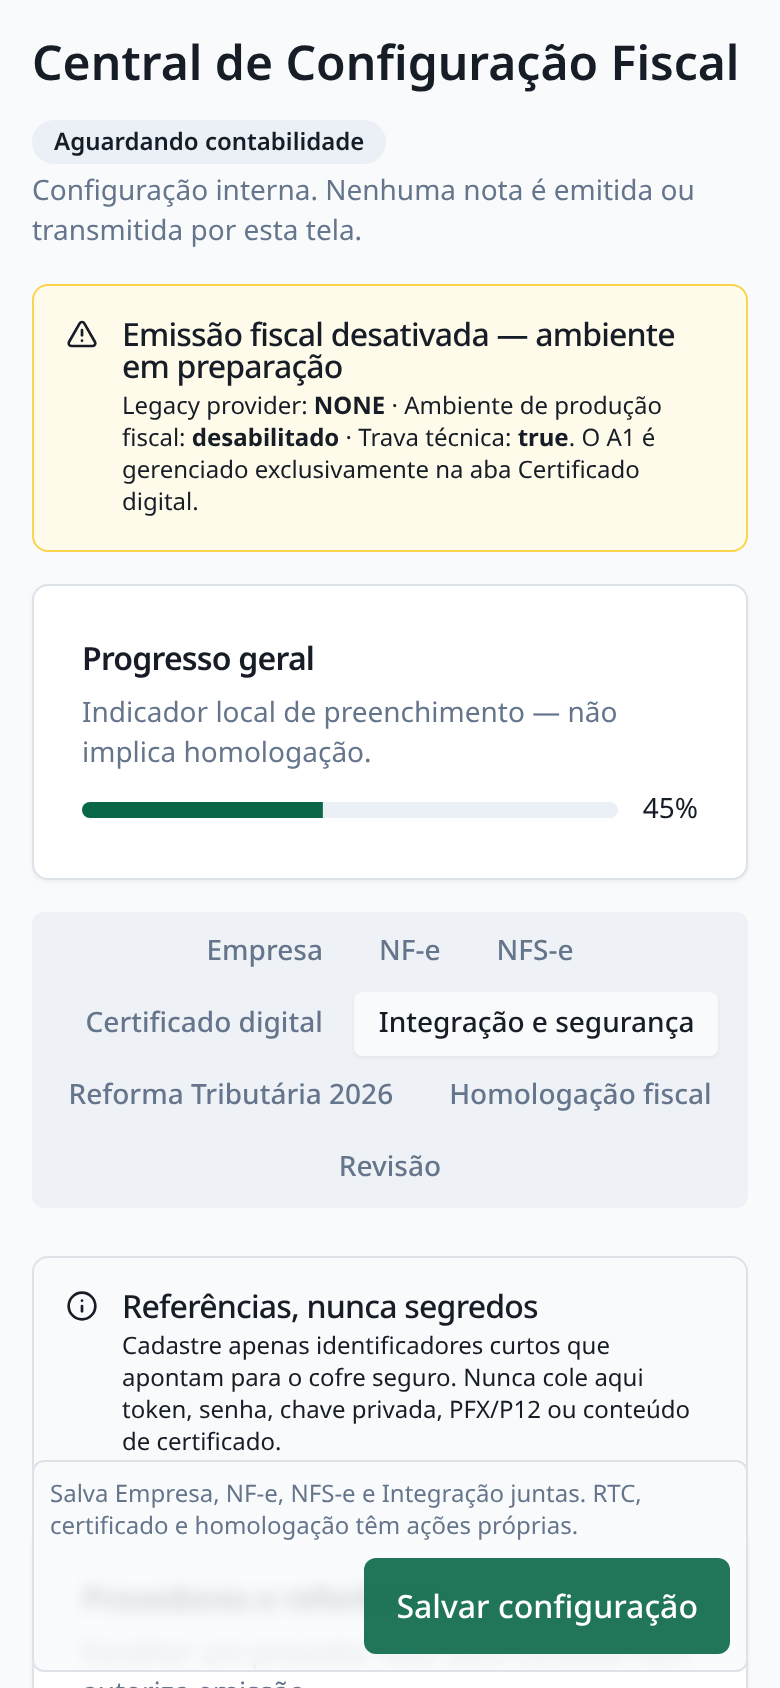 Central de Configuração Fiscal
Aguardando contabilidade
Configuração interna. Nenhuma nota é emitida ou
transmitida por esta tela.
Emissão fiscal desativada — ambiente
em preparação
Legacy provider: NONE · Ambiente de produção
fiscal: desabilitado · Trava técnica: true. O A1 é
gerenciado exclusivamente na aba Certificado
digital.
Progresso geral
Indicador local de preenchimento — não
implica homologação.
45%
Empresa NF-e NFS-e
Certificado digital Integração e segurança
Reforma Tributária 2026 Homologação fiscal
Revisão
Referências, nunca segredos
Cadastre apenas identificadores curtos que
apontam para o cofre seguro. Nunca cole aqui
token, senha, chave privada, PFX/P12 ou conteúdo
de certificado.
Salva Empresa, NF-e, NFS-e e Integração juntas. RTC,
certificado e homologação têm ações próprias.
Salvar configuração